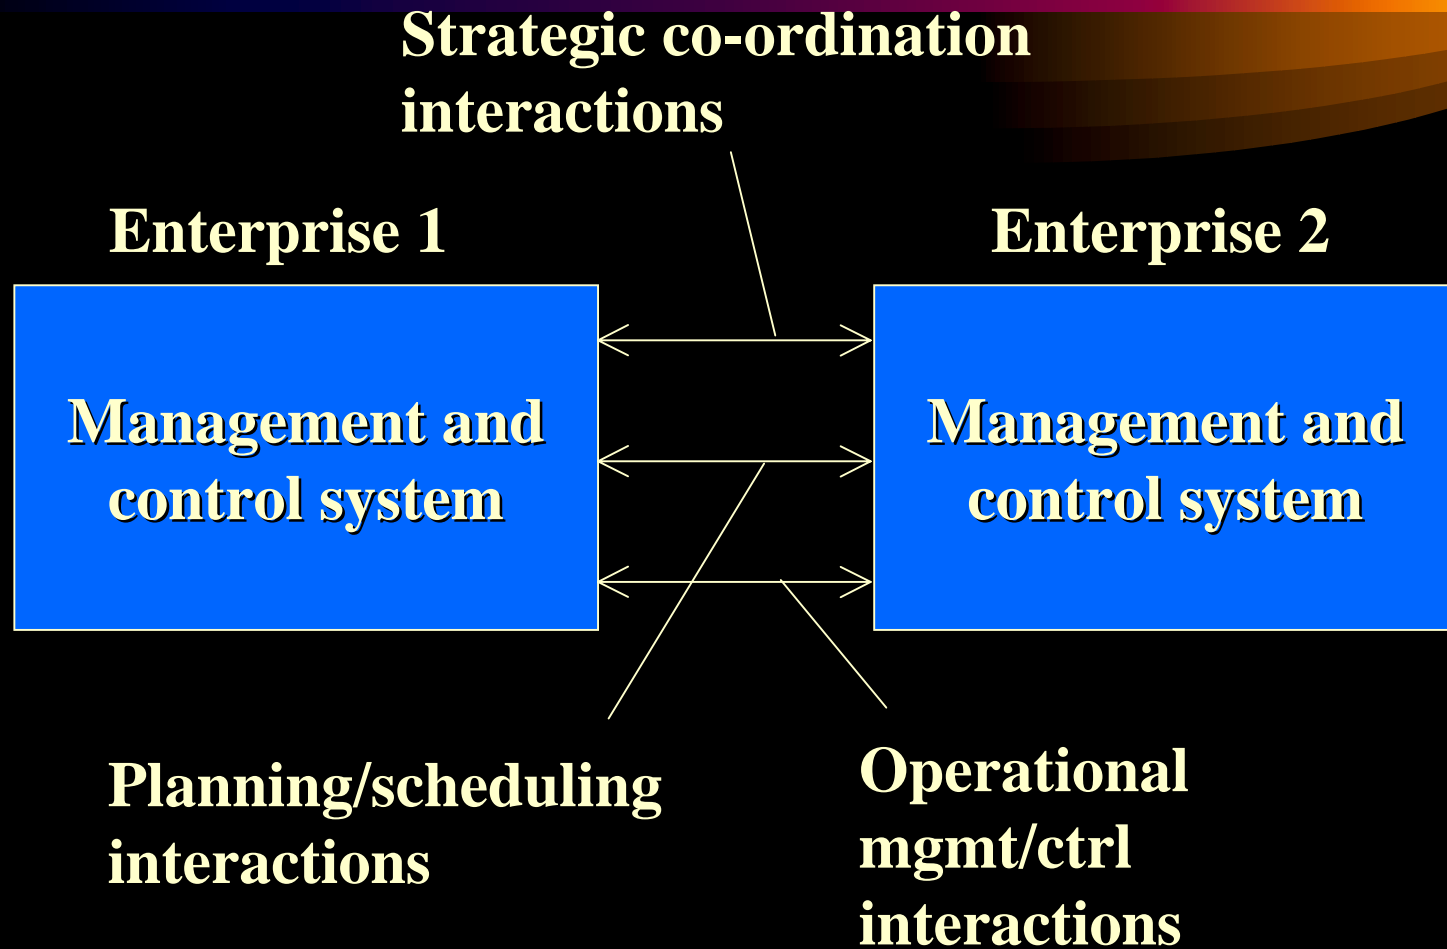 Strategic co-ordination
interactions
Enterprise 1
Enterprise 2
Management and
control system
Management and
control system
Planning/scheduling
interactions
Operational
mgmt/ctrl
interactions